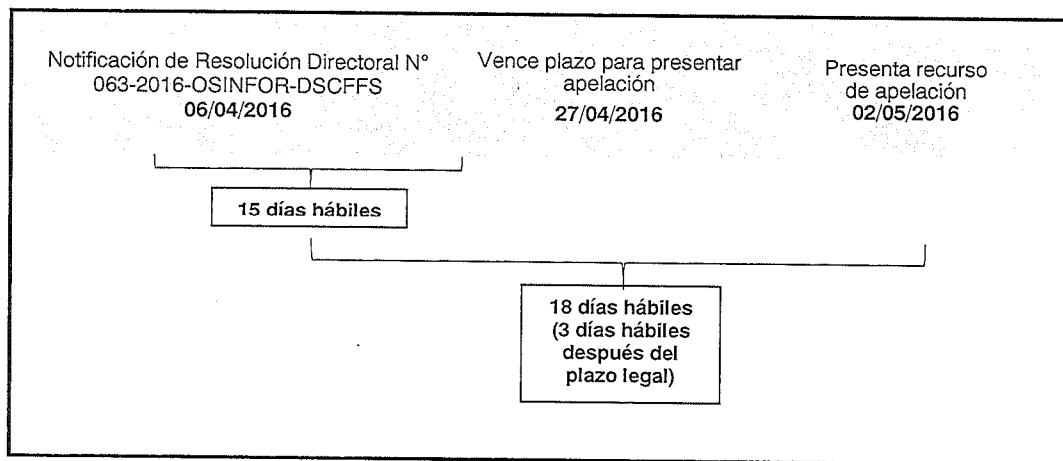 Notificación de Resolución Directoral N°
063-2016-OSINFOR-DSCFFS
06/04/2016
Vence plazo para presentar
apelación
27/04/2016
Presenta recurso
de apelación
02/05/2016
15 días hábiles
18 días hábiles
(3 días hábiles
después del
plazo legal)